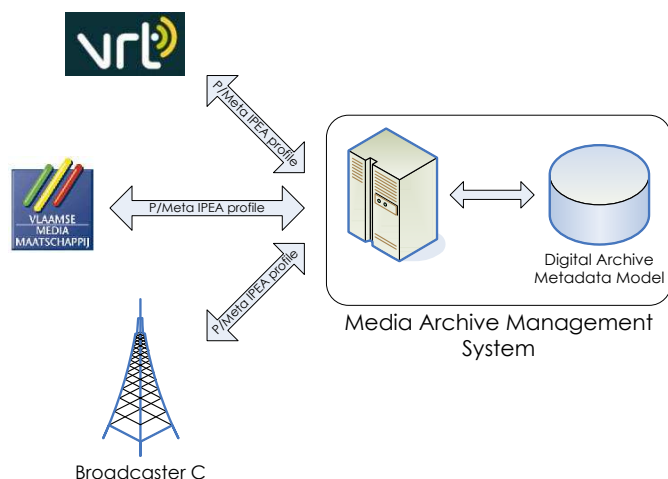 vrt
P/Meta IPEA profile
VLAAMSE
MEDIA
MAATSCHAPPIJ
P/Meta IPEA profile
P/Meta IPEA profile
Digital Archive
Metadata Model
Media Archive Management
System
Broadcaster C